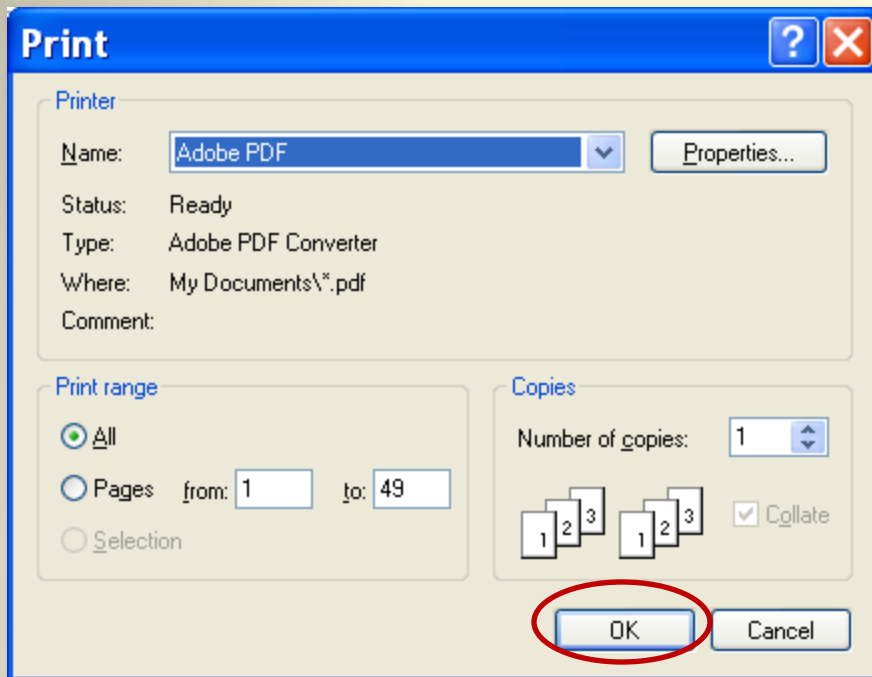 Print
Printer
Name: Adobe PDF Properties...
Status: Ready
Type: Adobe PDF Converter
Where: My Documents\*.pdf
Comment:
Print range
All
Pages from: 1 to: 49
Selection
Copies
Number of copies: 1
1 2 3 1 2 3 Collate
OK Cancel